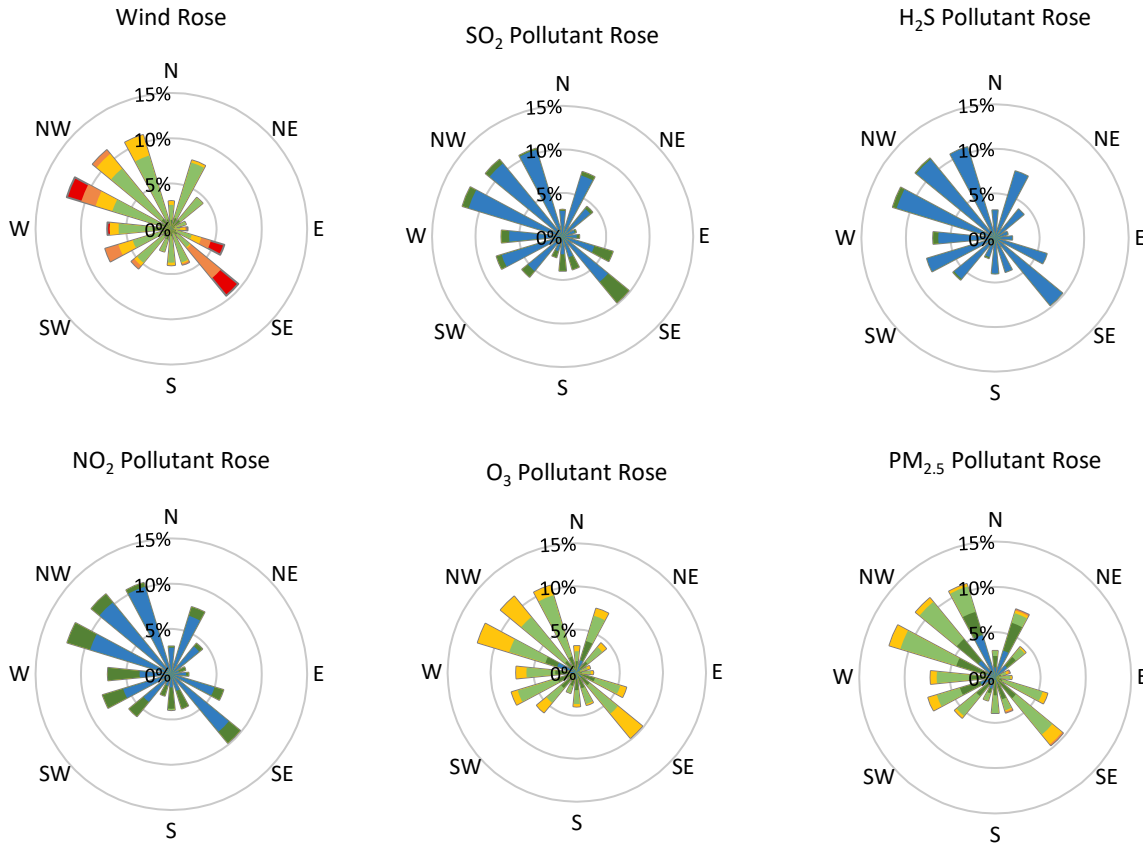 Wind Rose
N
15%
NW
NE
10%
5%
W
0%
E
SW
SE
S
SO₂ Pollutant Rose
N
15%
NW
NE
10%
5%
W
0%
E
SW
SE
S
H₂S Pollutant Rose
N
15%
NW
NE
10%
5%
W
0%
E
SW
SE
S
NO₂ Pollutant Rose
N
15%
NW
NE
10%
5%
W
0%
E
SW
SE
S
O₃ Pollutant Rose
N
15%
NW
NE
10%
5%
W
0%
E
SW
SE
S
PM₂.₅ Pollutant Rose
N
15%
NW
NE
10%
5%
W
0%
E
SW
SE
S